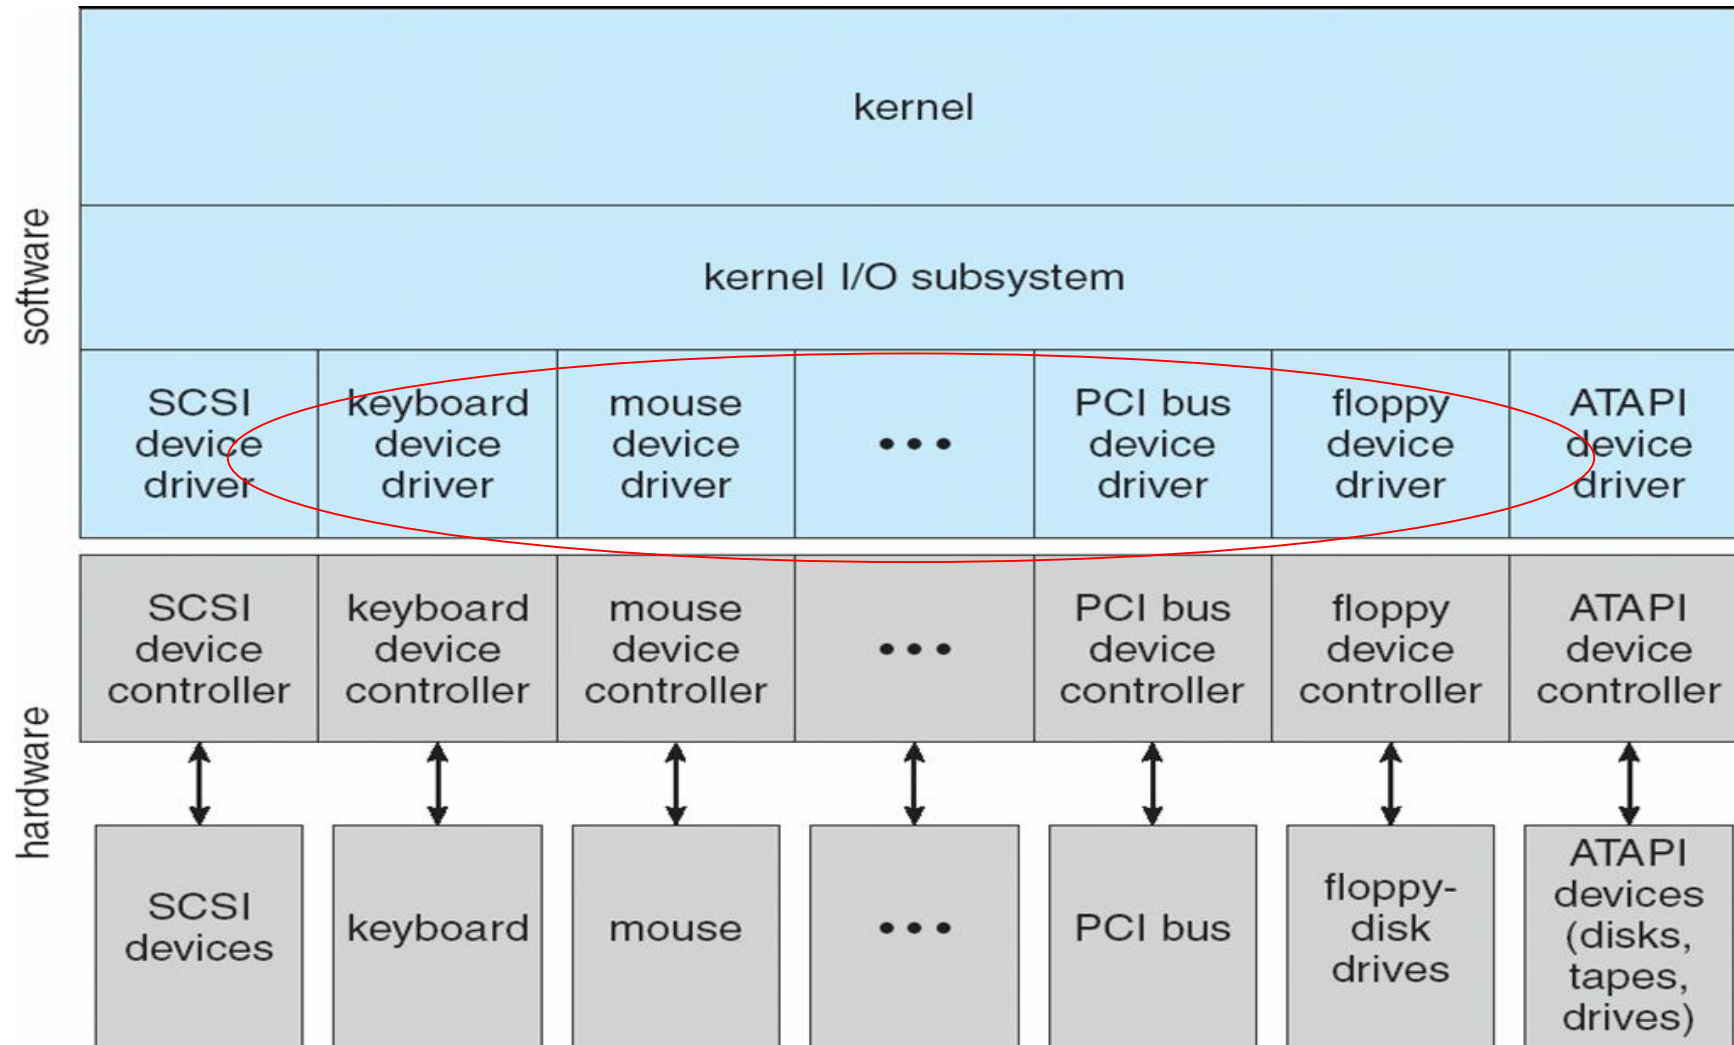 kernel
software
kernel I/O subsystem
SCSI
device
driver
keyboard
device
driver
mouse
device
driver
•••
PCI bus
device
driver
floppy
device
driver
ATAPI
device
driver
hardware
SCSI
device
controller
keyboard
device
controller
mouse
device
controller
•••
PCI bus
device
controller
floppy
device
controller
ATAPI
device
controller
SCSI
devices
keyboard
mouse
•••
PCI bus
floppy-
disk
drives
ATAPI
devices
(disks,
tapes,
drives)